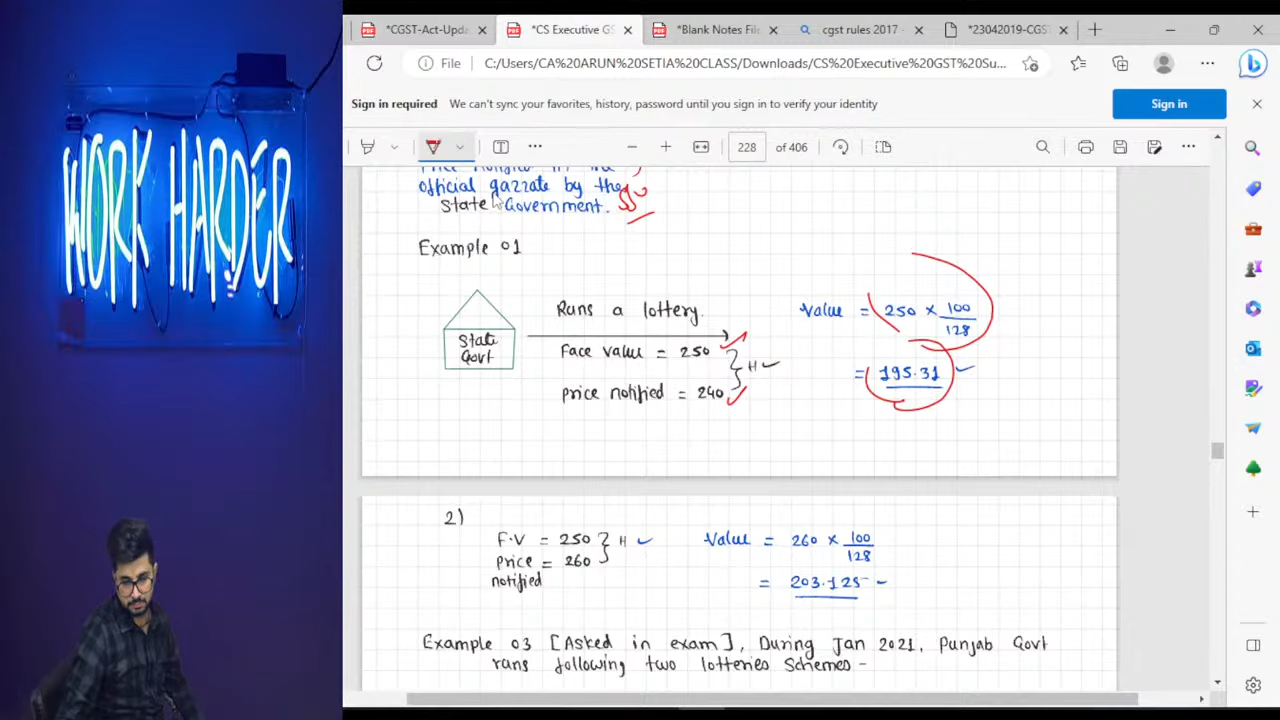 WORK HARDER
*CGST-Act-Upda
*CS Executive GS
*Blank Notes File
cgst rules 2017 -
*23042019-CGST
File
C:/Users/CA%20ARUN%20SETIA%20CLASS/Downloads/CS%20Executive%20GST%20Su...
Sign in required
We can't sync your favorites, history, password until you sign in to verify your identity
Sign in
228
of 406
official gazzate by the
State Government.
Example 01
State
Govt
Runs a lottery.
Face value = 250
price notified = 240
H
Value = 250 × 100
128
= 195.31
2)
F.V = 250
price = 260
notified
H
Value = 260 × 100
128
= 203.125
Example 03 [Asked in exam], During Jan 2021, Punjab Govt
rans following two lotteries Schemes -